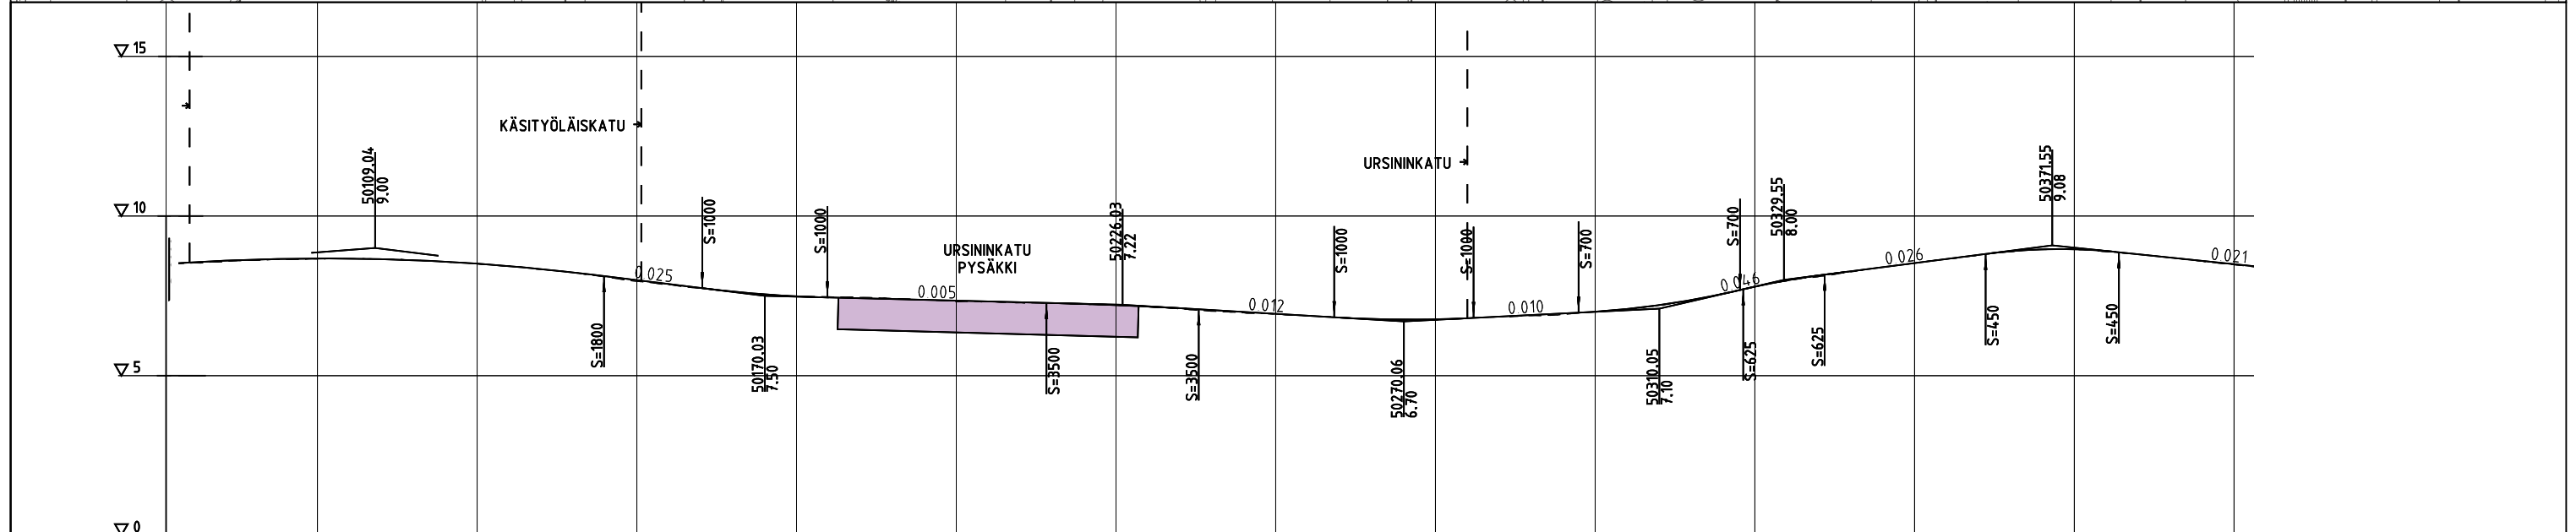 15
10
5
0
KÄSITYÖLÄISKATU
URSININKATU
URSININKATU
PYSÄKKI
50109.04
9.00
S=1800
0 025
S=1000
50170.03
7.50
S=1000
0 005
S=3500
50226.03
7.22
S=3500
0 012
S=1000
50270.06
6.70
S=1000
0 010
S=700
50310.05
7.10
S=700
0 046
S=625
50329.55
8.00
S=625
0 026
S=450
50371.55
9.08
S=450
0 021